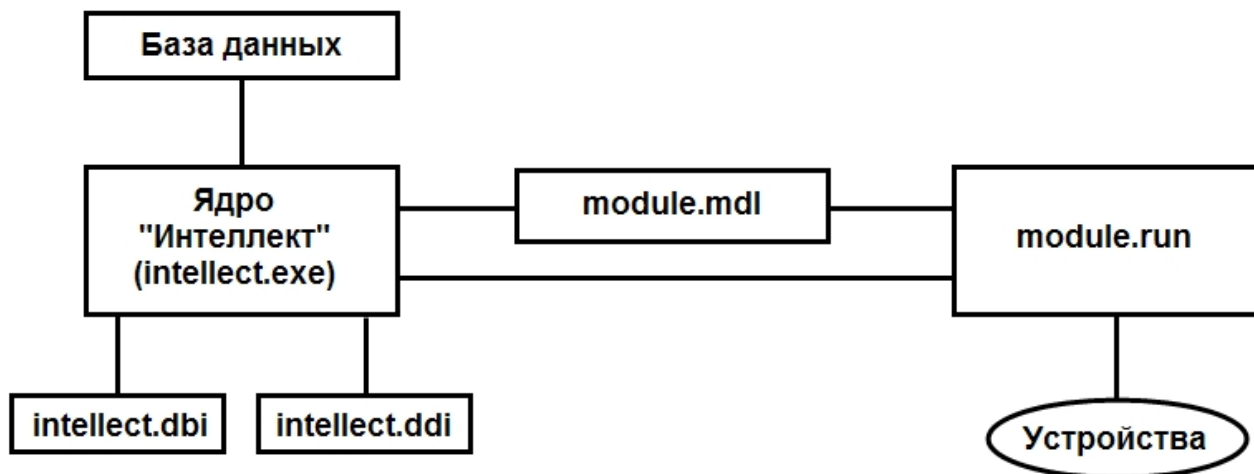 База данных
Ядро
"Интеллект"
(intellect.exe)
module.mdl
module.run
intellect.dbi
intellect.ddi
Устройства